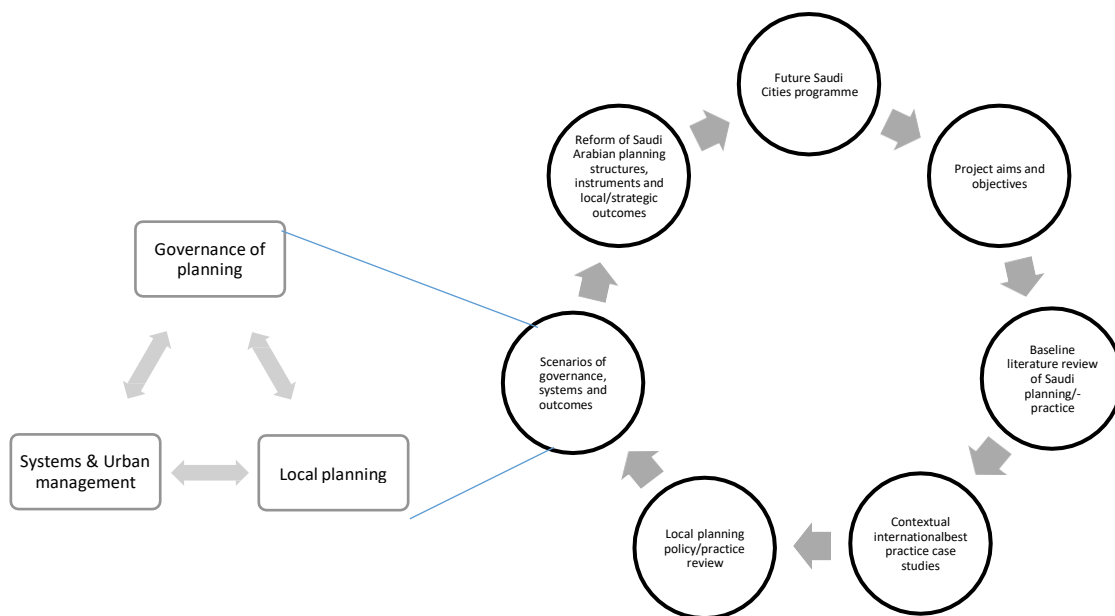 Future Saudi
Cities programme
Project aims and
objectives
Baseline
literature review
of Saudi
planning/-
practice
Contextual
internationalbest
practice case
studies
Local planning
policy/practice
review
Scenarios of
governance,
systems and
outcomes
Reform of Saudi
Arabian planning
structures,
instruments and
local/strategic
outcomes
Governance of
planning
Systems & Urban
management
Local planning